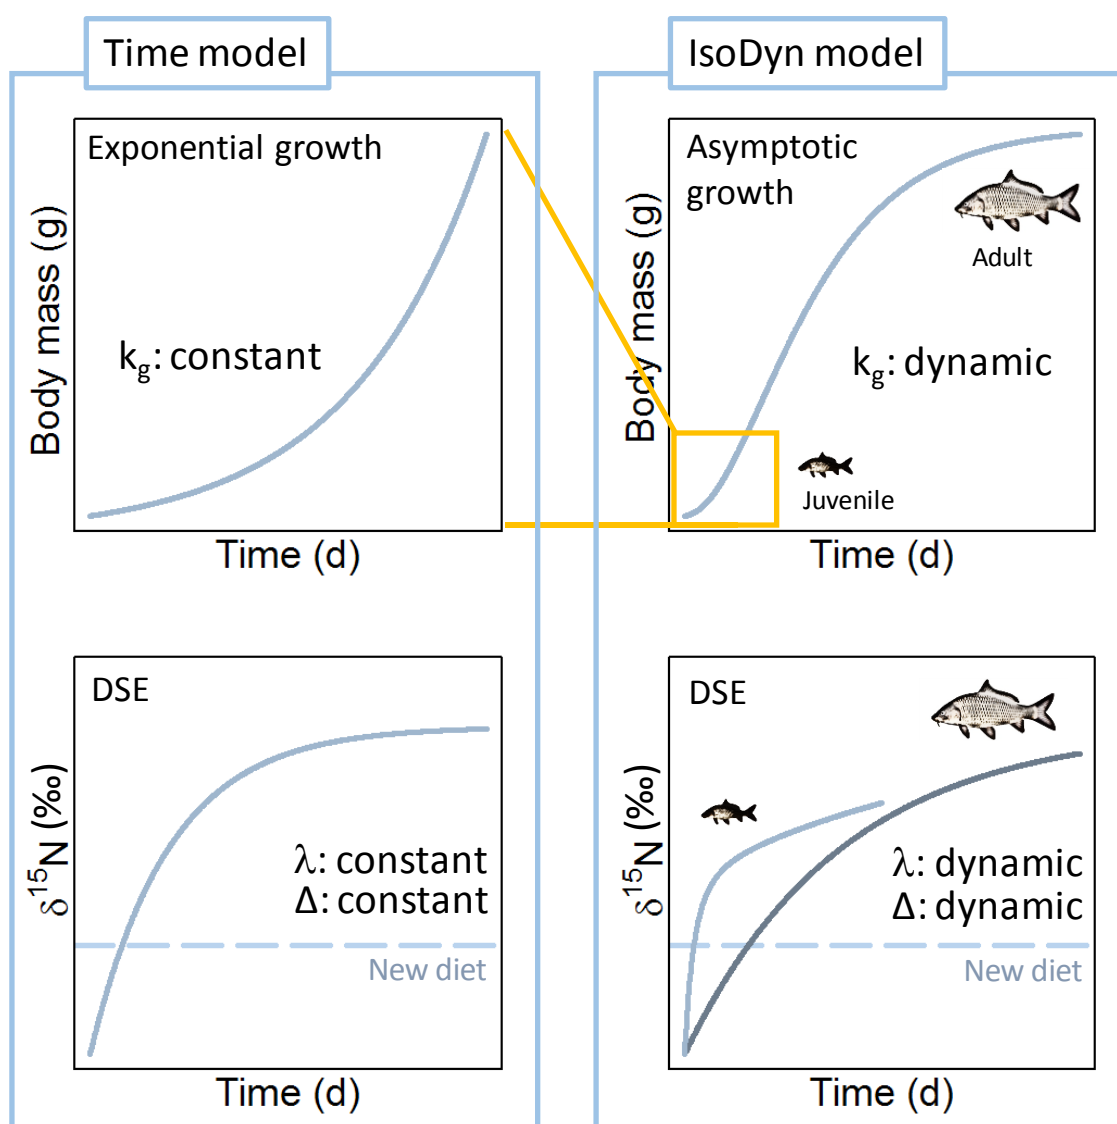 Time model
Exponential growth
Body mass (g)
kg: constant
Time (d)
DSE
δ15N (‰)
λ: constant
Δ: constant
New diet
Time (d)
IsoDyn model
Asymptotic
growth
Adult
Body mass (g)
kg: dynamic
Juvenile
Time (d)
DSE
δ15N (‰)
λ: dynamic
Δ: dynamic
New diet
Time (d)